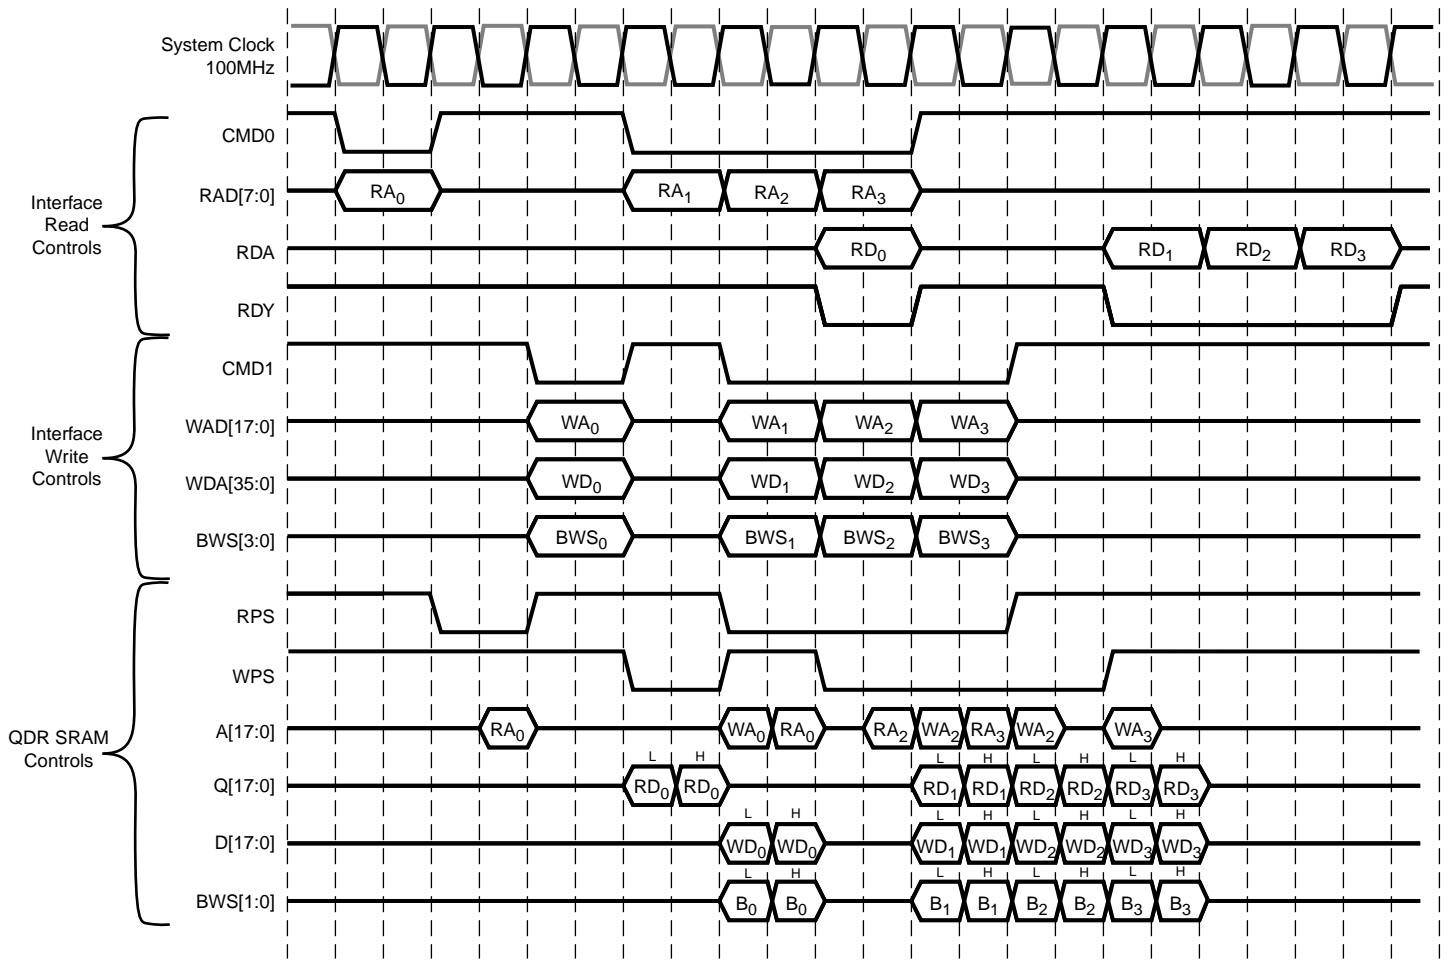 System Clock
100MHz
CMD0
RAD[7:0] RA0 RA1 RA2 RA3
Interface
Read
Controls
RDA RD0 RD1 RD2 RD3
RDY
CMD1
WAD[17:0] WA0 WA1 WA2 WA3
Interface
Write
Controls
WDA[35:0] WD0 WD1 WD2 WD3
BWS[3:0] BWS0 BWS1 BWS2 BWS3
RPS
WPS
QDR SRAM
Controls
A[17:0] RA0 WA0 RA0 RA2 WA2 RA3 WA2 WA3
L H L H L H L H
Q[17:0] RD0 RD0 RD1 RD1 RD2 RD2 RD3 RD3
L H L H L H L H
D[17:0] WD0 WD0 WD1 WD1 WD2 WD2 WD3 WD3
L H L H L H L H
BWS[1:0] B0 B0 B1 B1 B2 B2 B3 B3